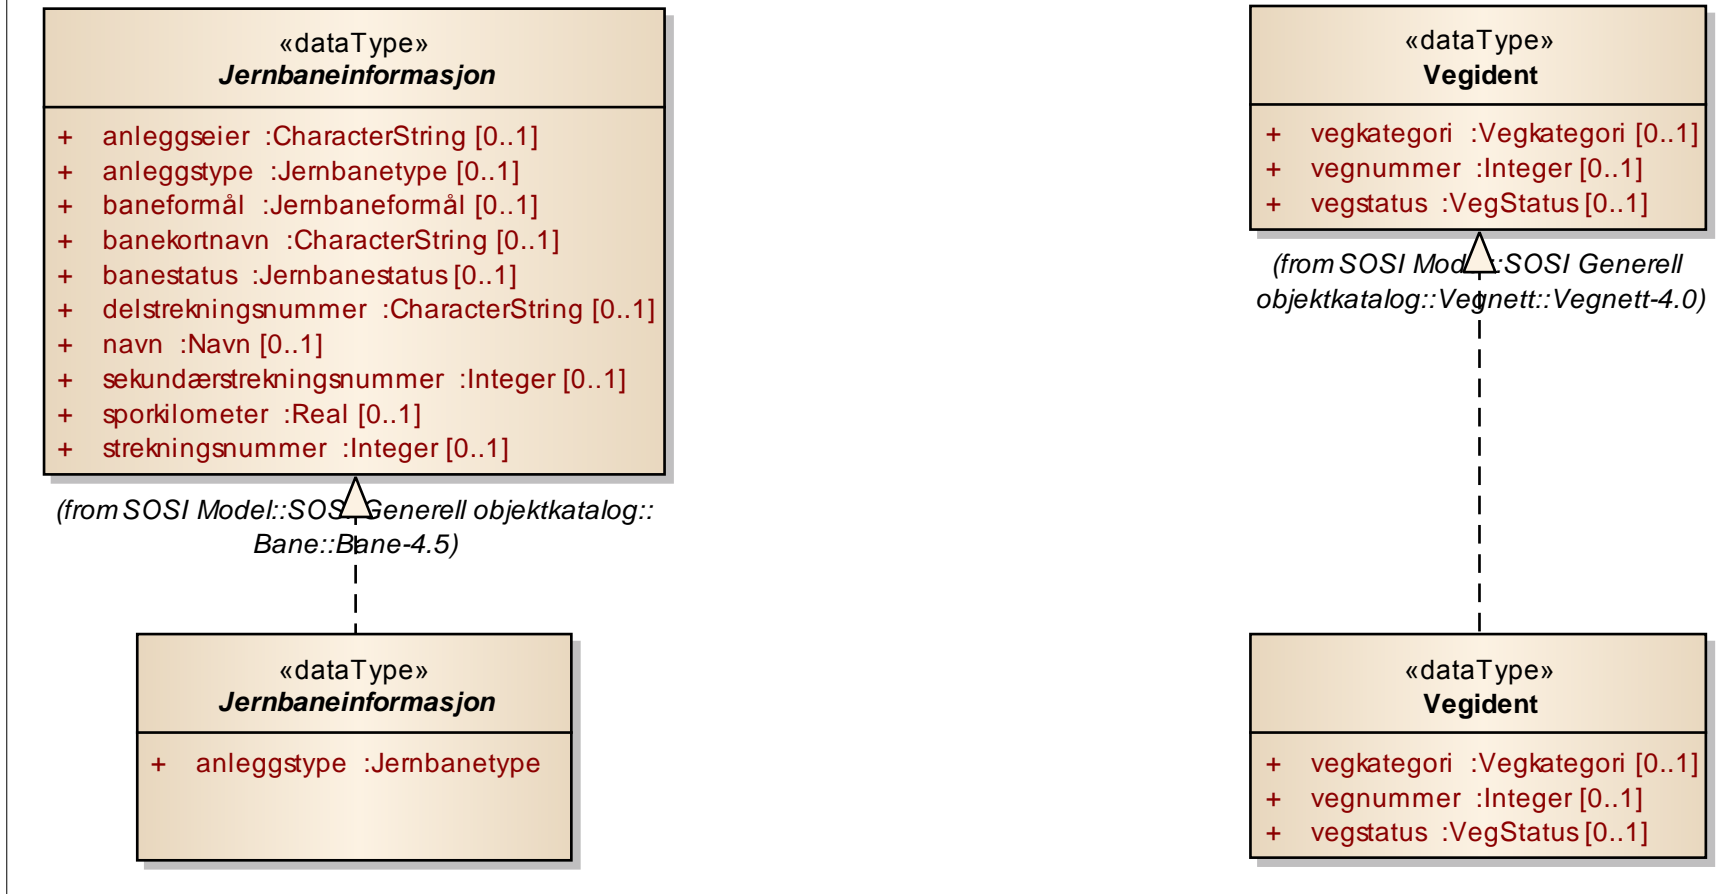 «dataType»
Jernbaneinformasjon
+ anleggseier :CharacterString [0..1]
+ anleggstype :Jernbanetype [0..1]
+ baneformål :Jernbaneformål [0..1]
+ banekortnavn :CharacterString [0..1]
+ banestatus :Jernbanestatus [0..1]
+ delstrekningsnummer :CharacterString [0..1]
+ navn :Navn [0..1]
+ sekundærstrekningsnummer :Integer [0..1]
+ sporkilometer :Real [0..1]
+ strekningsnummer :Integer [0..1]
(from SOSI Model::SOSI Generell objektkatalog::
Bane::Bane-4.5)
«dataType»
Jernbaneinformasjon
+ anleggstype :Jernbanetype
«dataType»
Vegident
+ vegkategori :Vegkategori [0..1]
+ vegnummer :Integer [0..1]
+ vegstatus :VegStatus [0..1]
(from SOSI Model::SOSI Generell
objektkatalog::Vegnett::Vegnett-4.0)
«dataType»
Vegident
+ vegkategori :Vegkategori [0..1]
+ vegnummer :Integer [0..1]
+ vegstatus :VegStatus [0..1]